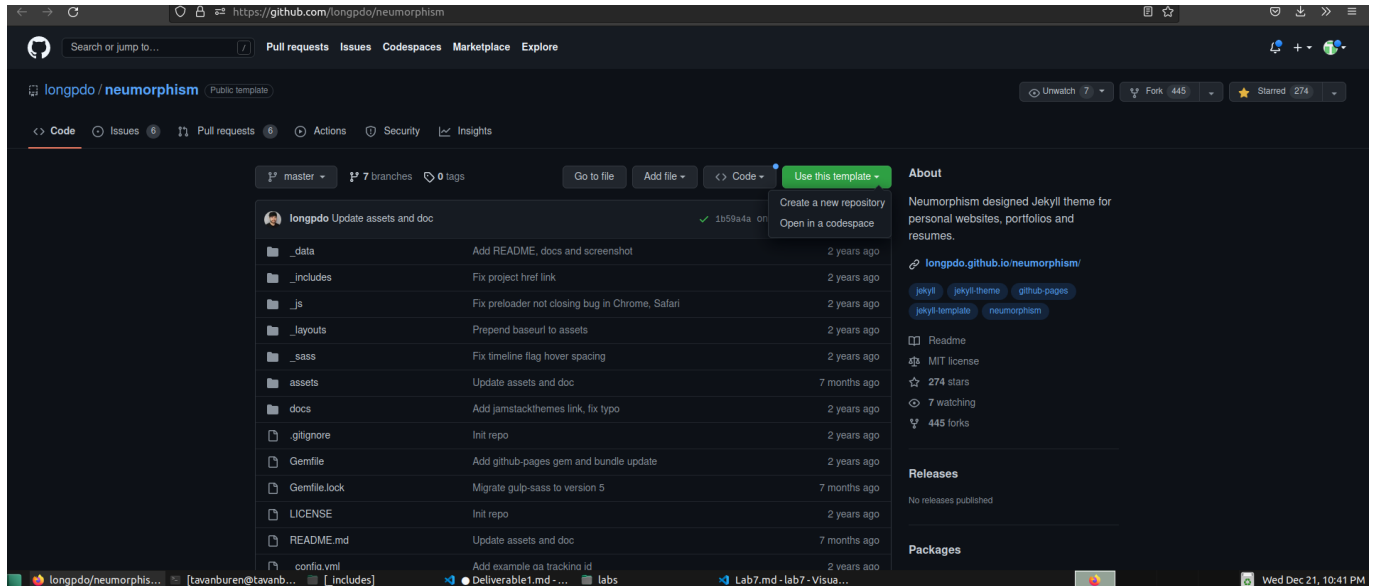 https://github.com/longpdo/neumorphism
Search or jump to... / Pull requests Issues Codespaces Marketplace Explore
longpdo / neumorphism Public template
Unwatch 7 Fork 445 Starred 274
Code Issues 6 Pull requests 6 Actions Security Insights
master 7 branches 0 tags Go to file Add file Code Use this template
Create a new repository
Open in a codespace
longpdo Update assets and doc 1b59a4a on
_data Add README, docs and screenshot 2 years ago
_includes Fix project href link 2 years ago
_js Fix preloader not closing bug in Chrome, Safari 2 years ago
_layouts Prepend baseurl to assets 2 years ago
_sass Fix timeline flag hover spacing 2 years ago
assets Update assets and doc 7 months ago
docs Add jamstackthemes link, fix typo 2 years ago
.gitignore Init repo 2 years ago
Gemfile Add github-pages gem and bundle update 2 years ago
Gemfile.lock Migrate gulp-sass to version 5 7 months ago
LICENSE Init repo 2 years ago
README.md Update assets and doc 7 months ago
_config.yml Add example ga tracking id 2 years ago
About
Neumorphism designed Jekyll theme for
personal websites, portfolios and
resumes.
longpdo.github.io/neumorphism/
jekyll jekyll-theme github-pages
jekyll-template neumorphism
Readme
MIT license
274 stars
7 watching
445 forks
Releases
No releases published
Packages
longpdo/neumorphis... [tavanburen@tavanb... [_includes] Deliverable1.md -... labs Lab7.md - lab7 - Visua... Wed Dec 21, 10:41 PM